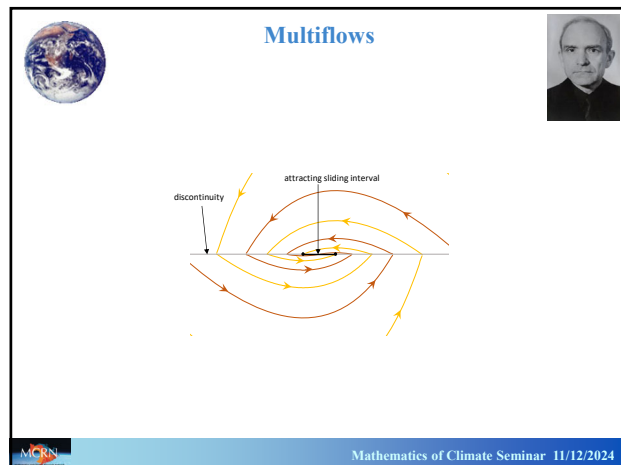 Multiflows
attracting sliding interval
discontinuity
MCRN
Mathematics of Climate Seminar 11/12/2024